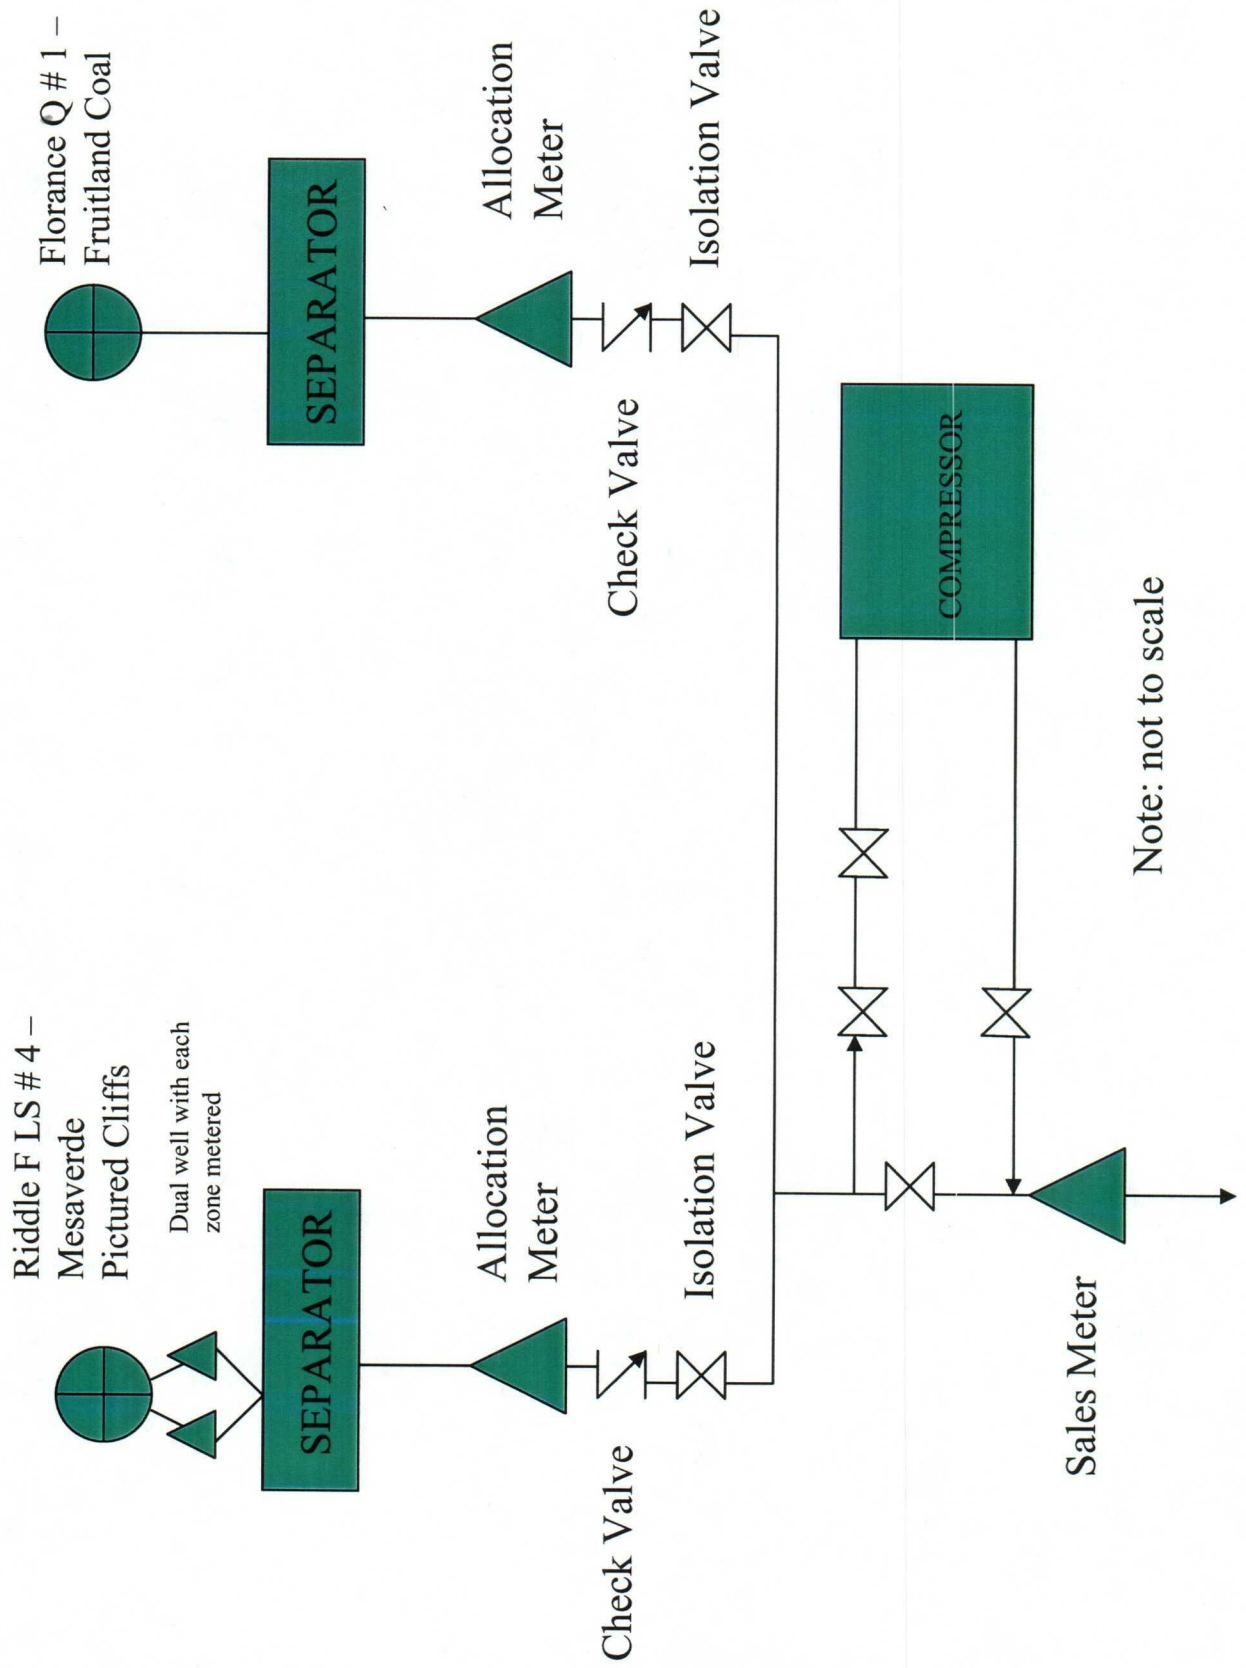 Riddle F LS # 4 –
Mesaverde
Pictured Cliffs
Dual well with each
zone metered
SEPARATOR
Allocation
Meter
Check Valve
Isolation Valve
Florance Q # 1 –
Fruitland Coal
SEPARATOR
Allocation
Meter
Check Valve
Isolation Valve
COMPRESSOR
Sales Meter
Note: not to scale